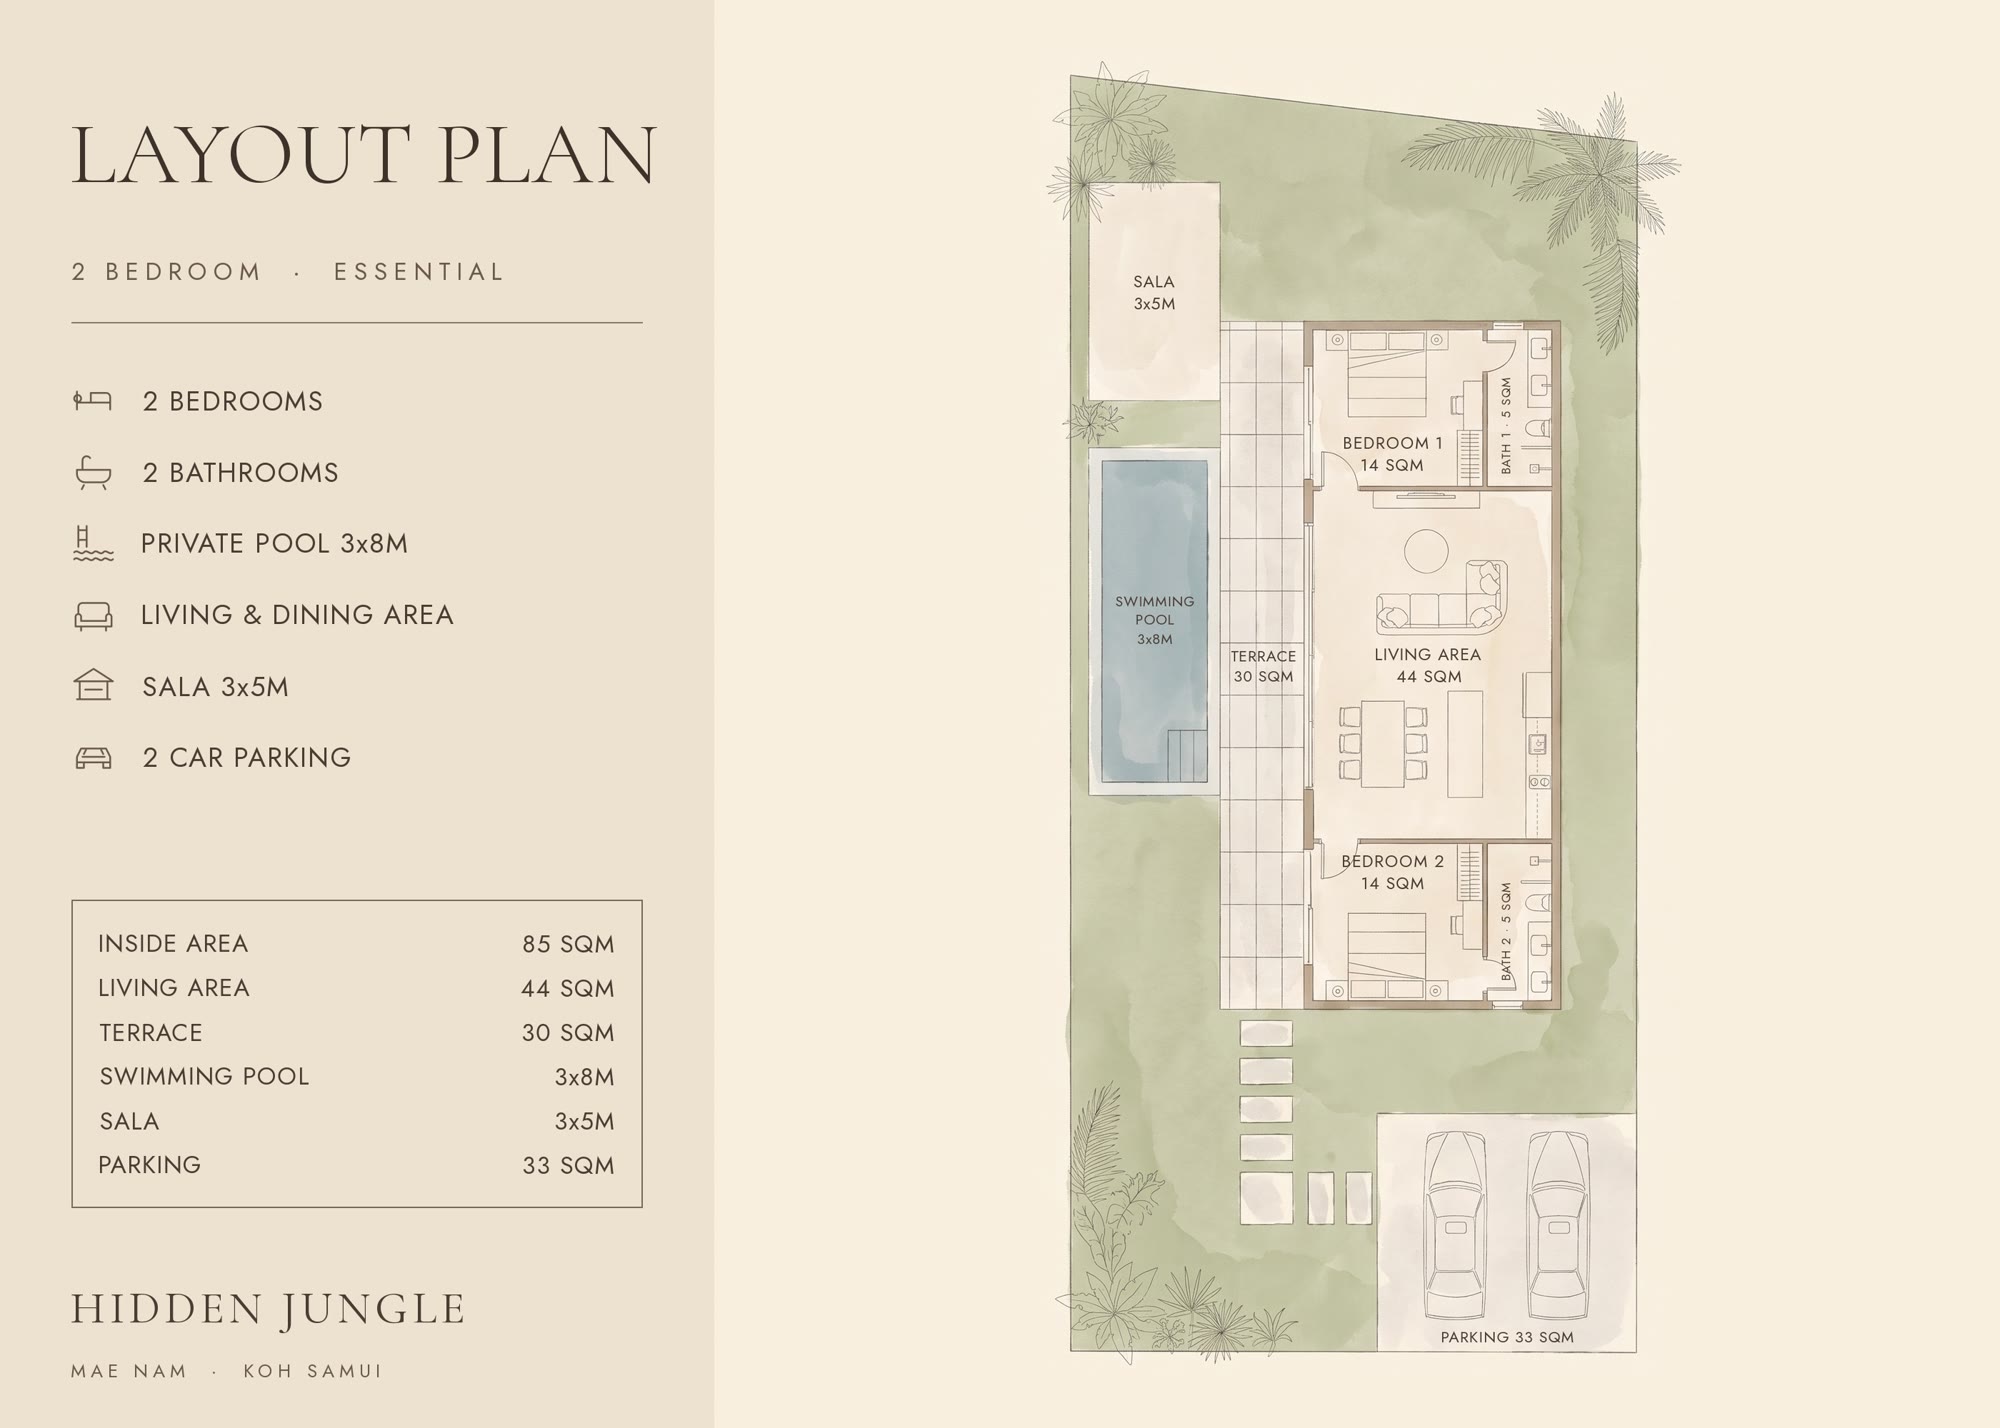 LAYOUT PLAN
2 BEDROOM · ESSENTIAL
2 BEDROOMS
2 BATHROOMS
PRIVATE POOL 3x8M
LIVING & DINING AREA
SALA 3x5M
2 CAR PARKING
INSIDE AREA 85 SQM
LIVING AREA 44 SQM
TERRACE 30 SQM
SWIMMING POOL 3x8M
SALA 3x5M
PARKING 33 SQM
HIDDEN JUNGLE
MAE NAM · KOH SAMUI
SALA
3x5M
BEDROOM 1
14 SQM
BATH 1 · 5 SQM
SWIMMING
POOL
3x8M
TERRACE
30 SQM
LIVING AREA
44 SQM
BEDROOM 2
14 SQM
BATH 2 · 5 SQM
PARKING 33 SQM